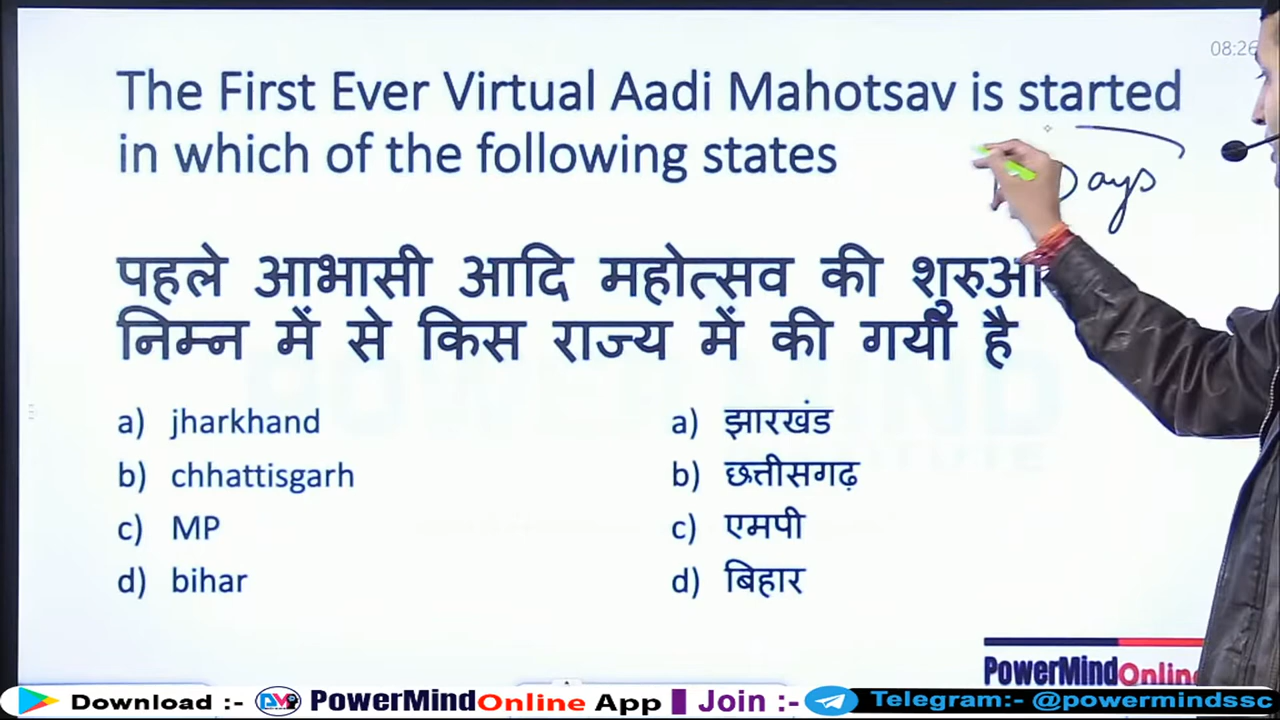 08:26
The First Ever Virtual Aadi Mahotsav is started
in which of the following states
Days
पहले आभासी आदि महोत्सव की
निम्न में से किस राज्य में की गयी है
a) jharkhand
b) chhattisgarh
c) MP
d) bihar
a) झारखंड
b) छत्तीसगढ़
c) एमपी
d) बिहार
PowerMindOnline
Download :- PowerMindOnline App Join :- Telegram:- @powermindssc